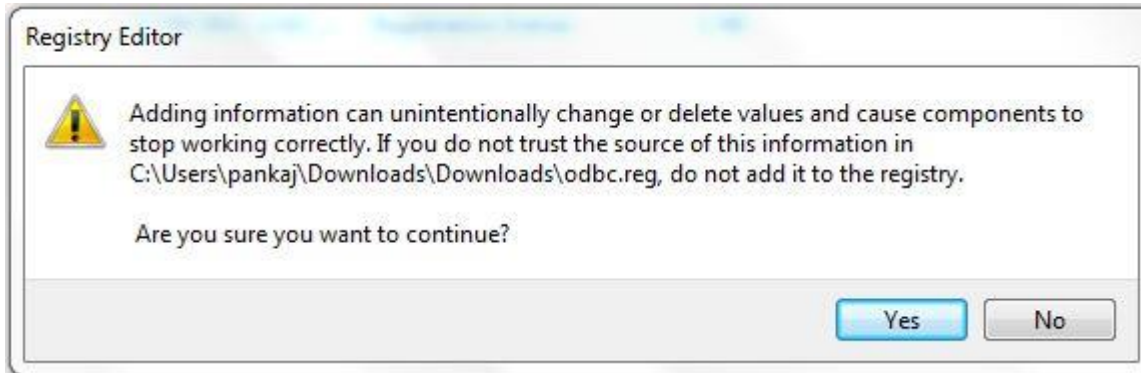 Registry Editor
Adding information can unintentionally change or delete values and cause components to
stop working correctly. If you do not trust the source of this information in
C:\Users\pankaj\Downloads\Downloads\odbc.reg, do not add it to the registry.
Are you sure you want to continue?
Yes No